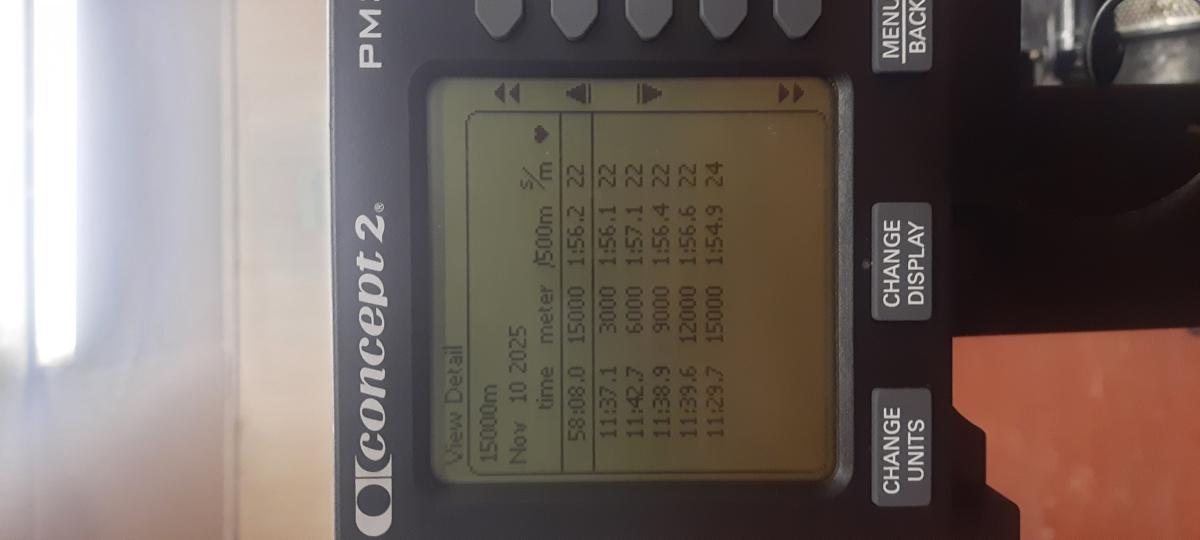 concept 2® PM
View Detail
15000m
Nov 10 2025
time meter /500m s/m ♥
58:08.0 15000 1:56.2 22
11:37.1 3000 1:56.1 22
11:42.7 6000 1:57.1 22
11:38.9 9000 1:56.4 22
11:39.6 12000 1:56.6 22
11:29.7 15000 1:54.9 24
CHANGE
UNITS
CHANGE
DISPLAY
MENU
BACK